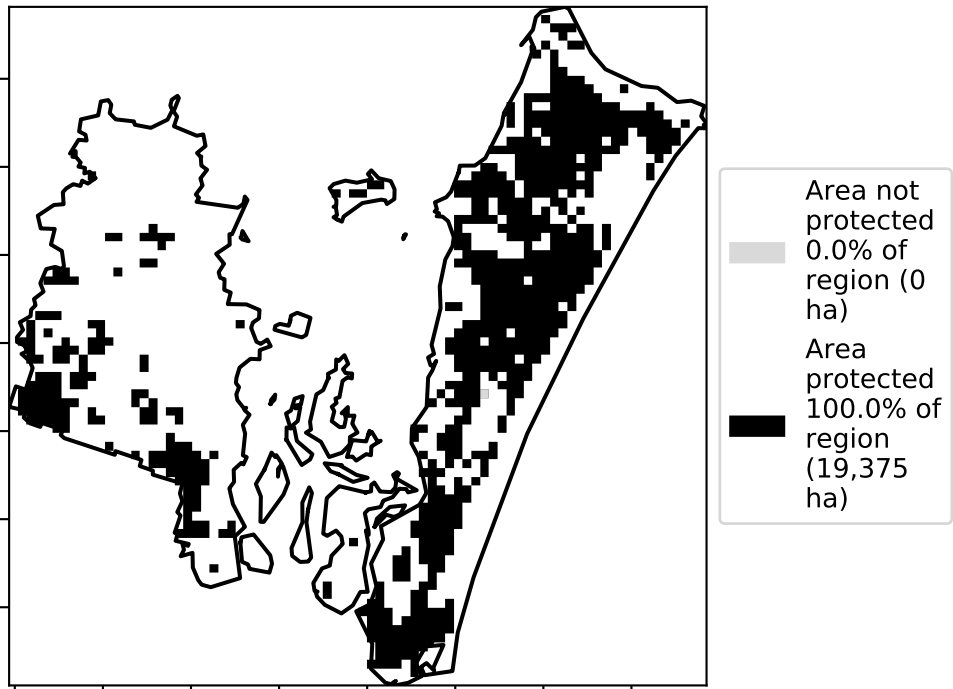 Area not
protected
0.0% of
region (0
ha)
Area
protected
100.0% of
region
(19,375
ha)